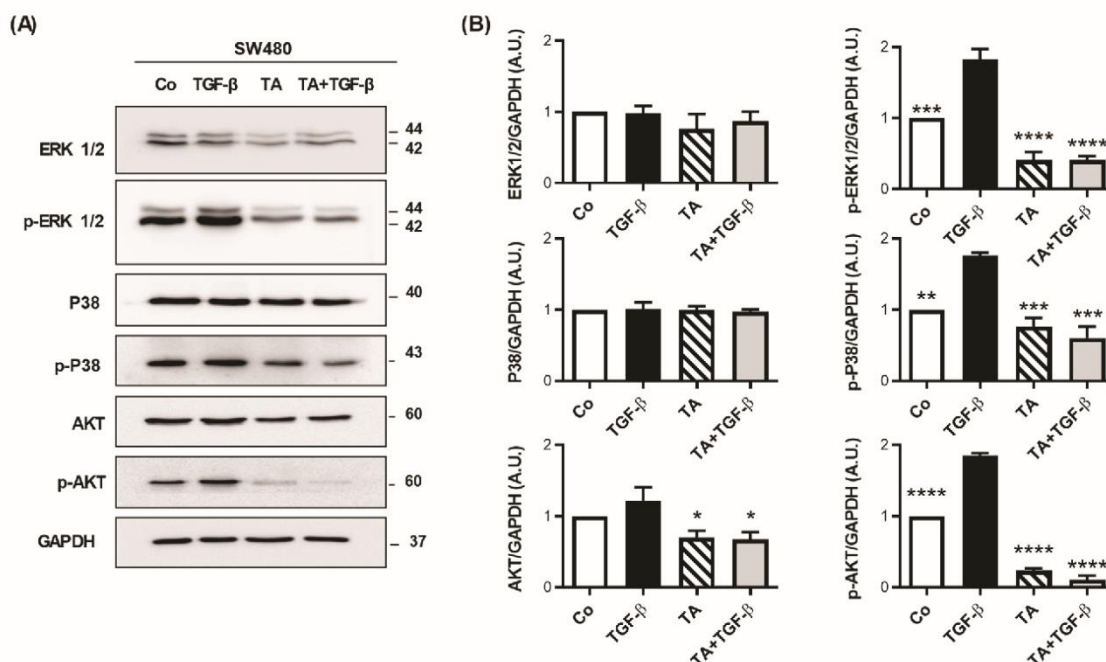 (A)
SW480
Co TGF-β TA TA+TGF-β
ERK 1/2
44
42
p-ERK 1/2
44
42
P38
40
p-P38
43
AKT
60
p-AKT
60
GAPDH
37
(B)
ERK1/2/GAPDH (A.U.)
2
1
0
Co
TGF-β
TA
TA+TGF-β
p-ERK1/2/GAPDH (A.U.)
2
1
0
***
****
****
Co
TGF-β
TA
TA+TGF-β
P38/GAPDH (A.U.)
2
1
0
Co
TGF-β
TA
TA+TGF-β
p-P38/GAPDH (A.U.)
2
1
0
**
***
***
Co
TGF-β
TA
TA+TGF-β
AKT/GAPDH (A.U.)
2
1
0
*
*
Co
TGF-β
TA
TA+TGF-β
p-AKT/GAPDH (A.U.)
2
1
0
****
****
****
Co
TGF-β
TA
TA+TGF-β